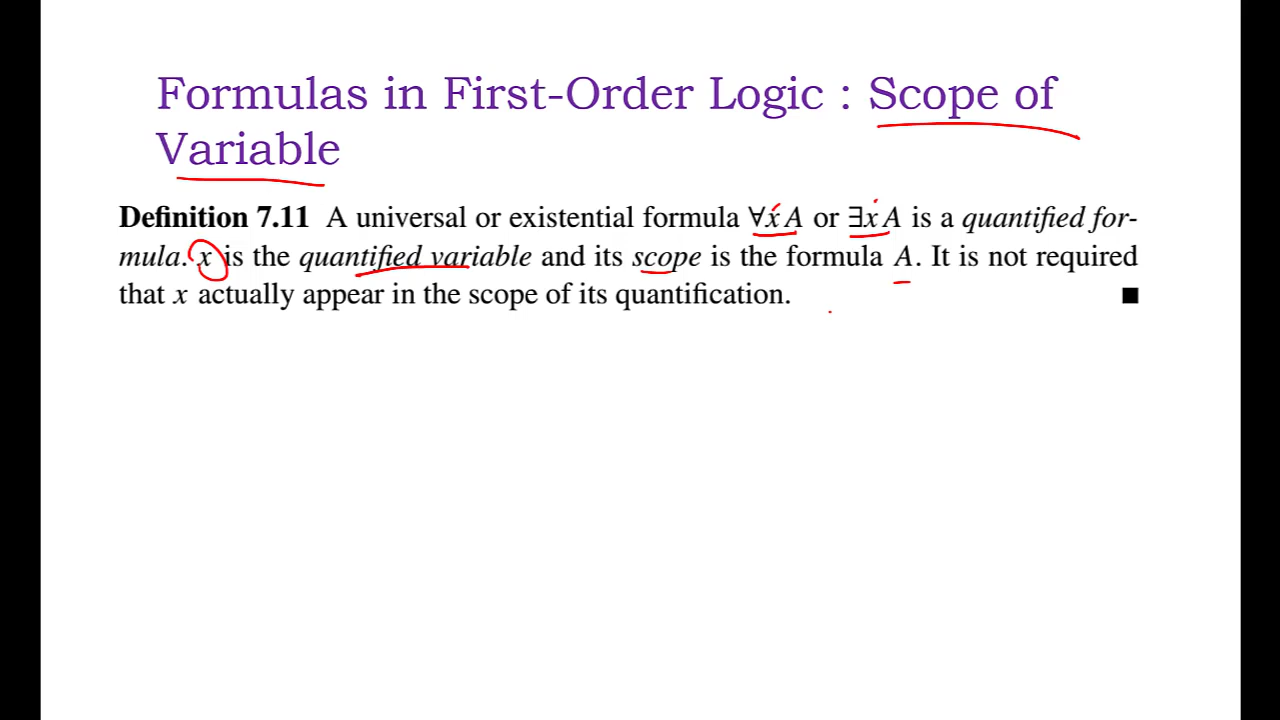 Formulas in First-Order Logic : Scope of
Variable
Definition 7.11 A universal or existential formula ∀xA or ∃xA is a quantified for-
mula. x is the quantified variable and its scope is the formula A. It is not required
that x actually appear in the scope of its quantification. ■